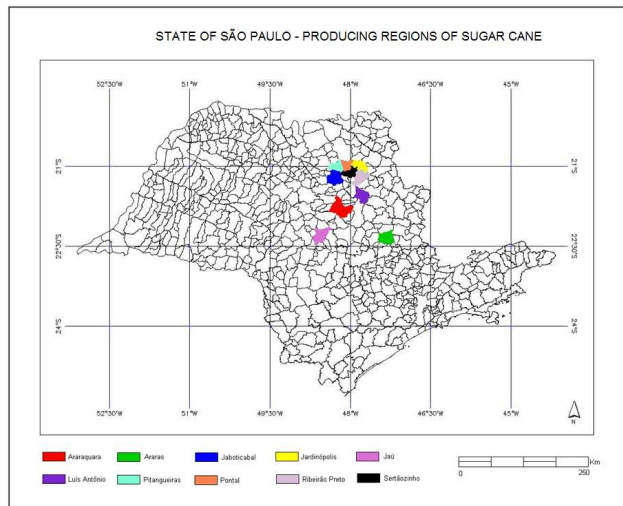 STATE OF SÃO PAULO - PRODUCING REGIONS OF SUGAR CANE
52°30'W 51°W 49°30'W 48°W 46°30'W 45°W
21°S 21°S
22°30'S 22°30'S
24°S 24°S
52°30'W 51°W 49°30'W 48°W 46°30'W 45°W
N
Araraquara Araras Jaboticabal Jardinópolis Jaú
Luís Antônio Pitangueiras Pontal Ribeirão Preto Sertãozinho
Km
0 250